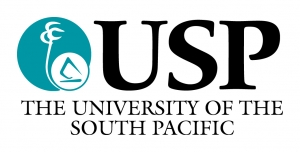 USP
THE UNIVERSITY OF THE
SOUTH PACIFIC